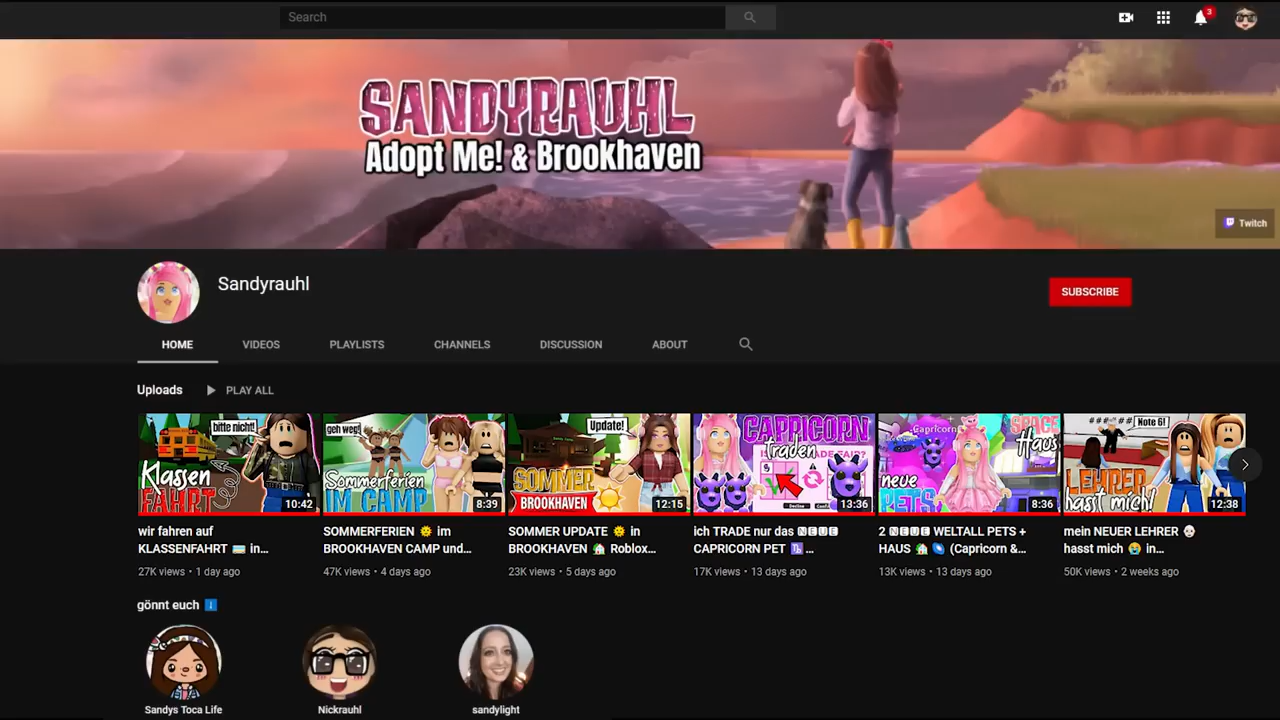 Search
3
SANDYRAUHL
Adopt Me! & Brookhaven
Twitch
Sandyrauhl
SUBSCRIBE
HOME
VIDEOS
PLAYLISTS
CHANNELS
DISCUSSION
ABOUT
Uploads
PLAY ALL
bitte nicht!
Klassen
FAHRT
10:42
geh weg!
Sommerferien
IM CAMP
8:39
Update!
SOMMER
BROOKHAVEN
12:15
CAPRICORN
traden
13:36
Capricorn
SPACE
Haus
neue
PETS
8:36
###@##!
Note 6!
LEHRER
hasst mich!
12:38
wir fahren auf
KLASSENFAHRT 🚌 in...
SOMMERFERIEN 🌞 im
BROOKHAVEN CAMP und...
SOMMER UPDATE 🌞 in
BROOKHAVEN 🏠 Roblox...
ich TRADE nur das NEUE
CAPRICORN PET ♑ ...
2 NEUE WELTALL PETS +
HAUS 🏠 (Capricorn &...
mein NEUER LEHRER
hasst mich 😭 in...
27K views • 1 day ago
47K views • 4 days ago
23K views • 5 days ago
17K views • 13 days ago
13K views • 13 days ago
50K views • 2 weeks ago
gönnt euch
Sandys Toca Life
Nickrauhl
sandylight